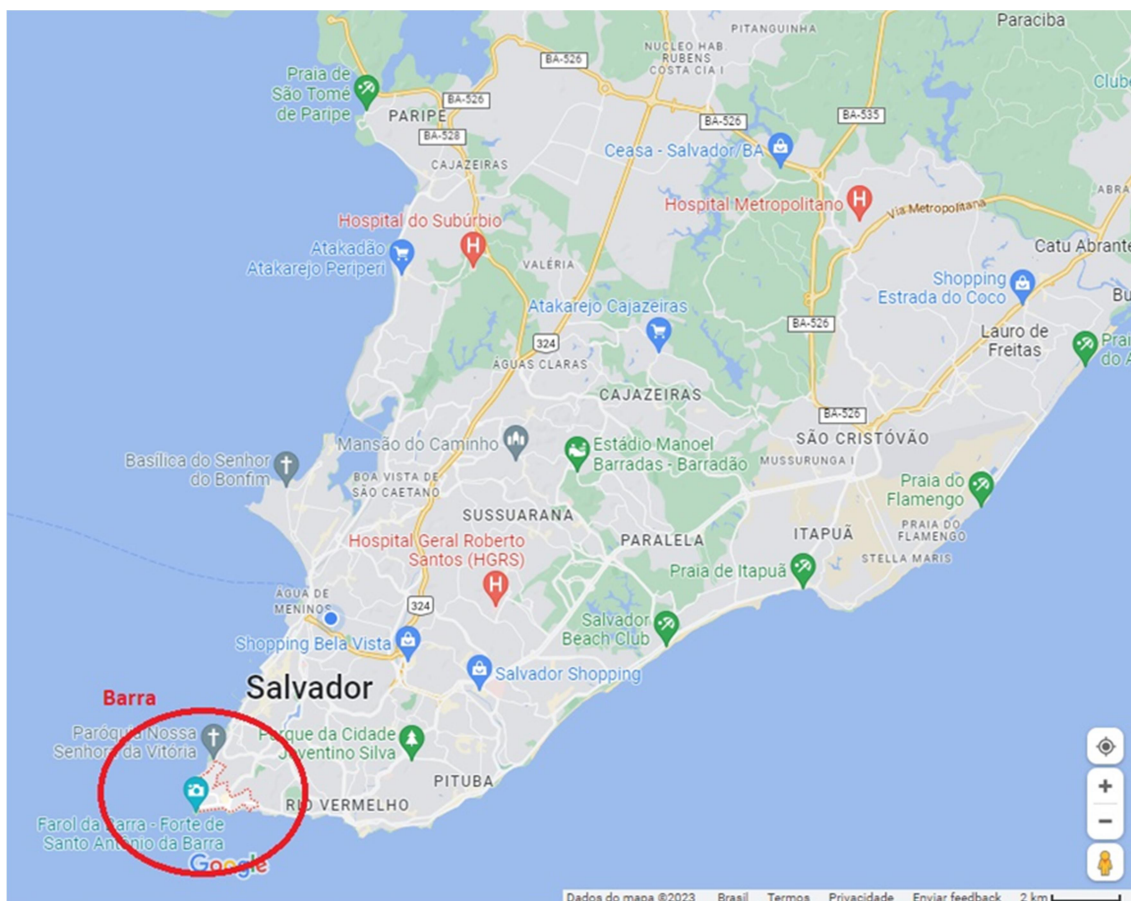 PITANGUINHA
Paraciba
NUCLEO HAB.
RUBENS
COSTA CIA I
BA-526
Praia de
São Tomé
de Paripe
BA-526
PARIPE
BA-528
BA-526
BA-535
Clube
CAJAZEIRAS
Ceasa - Salvador/BA
Hospital Metropolitano
Via Metropolitana
ABRA
Hospital do Subúrbio
Atakadão
Atakarejo Periperi
VALÉRIA
Catu Abrante
Shopping
Estrada do Coco
Bu
Atakarejo Cajazeiras
BA-526
Lauro de
Freitas
Prai
do A
324
ÁGUAS CLARAS
CAJAZEIRAS
BA-526
SÃO CRISTÓVÃO
Mansão do Caminho
Estádio Manoel
Barradas - Barradão
MUSSURUNGA I
Basílica do Senhor
do Bonfim
BOA VISTA DE
SÃO CAETANO
Praia do
Flamengo
SUSSUARANA
PRAIA DO
FLAMENGO
Hospital Geral Roberto
Santos (HGRS)
PARALELA
ITAPUÃ
STELLA MARIS
Praia de Itapuã
ÁGUA DE
MENINOS
324
Salvador
Beach Club
Shopping Bela Vista
Salvador Shopping
Salvador
Barra
Paróquia Nossa
Senhora da Vitória
Parque da Cidade
Joventino Silva
PITUBA
RIO VERMELHO
Farol da Barra - Forte de
Santo Antônio da Barra
Google
Dados do mapa ©2023 Brasil Termos Privacidade Enviar feedback 2 km